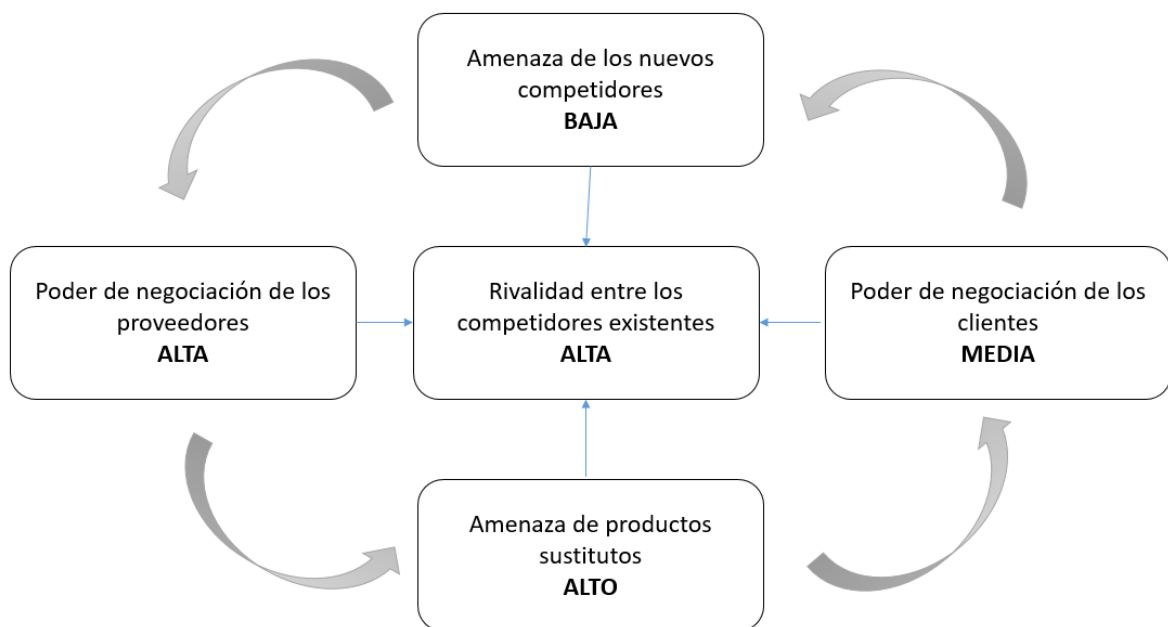 Amenaza de los nuevos
competidores
BAJA
Poder de negociación de los
proveedores
ALTA
Rivalidad entre los
competidores existentes
ALTA
Poder de negociación de los
clientes
MEDIA
Amenaza de productos
sustitutos
ALTO